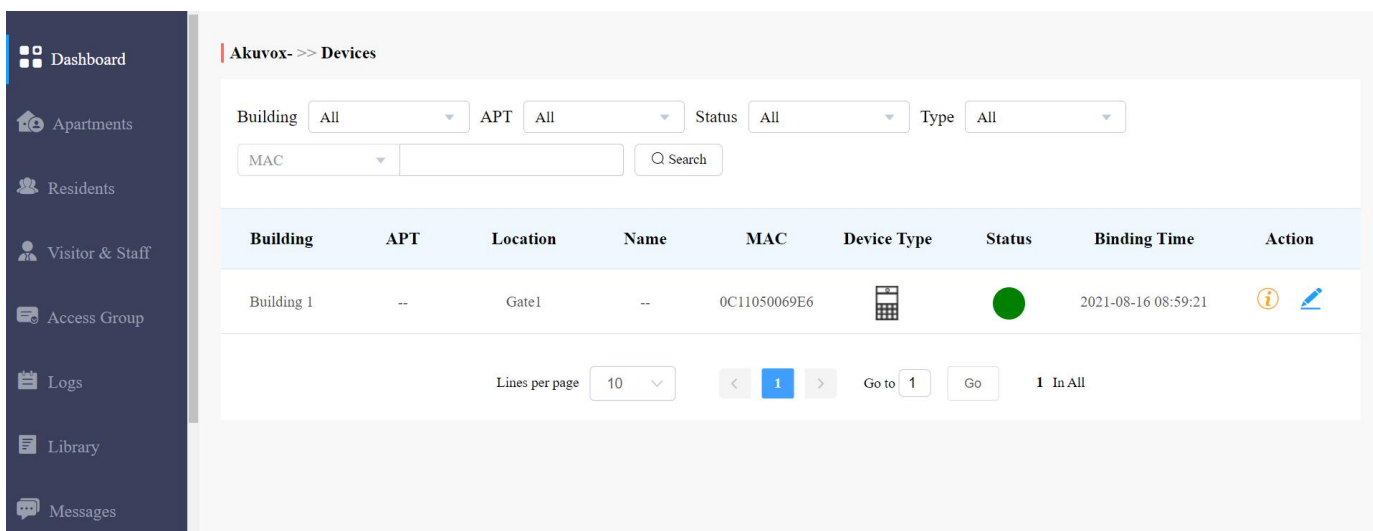 Dashboard
Apartments
Residents
Visitor & Staff
Access Group
Logs
Library
Messages
Akuvox- >> Devices
Building All APT All Status All Type All
MAC Search
Building APT Location Name MAC Device Type Status Binding Time Action
Building 1 -- Gate1 -- 0C11050069E6 2021-08-16 08:59:21
Lines per page 10 < 1 > Go to 1 Go 1 In All